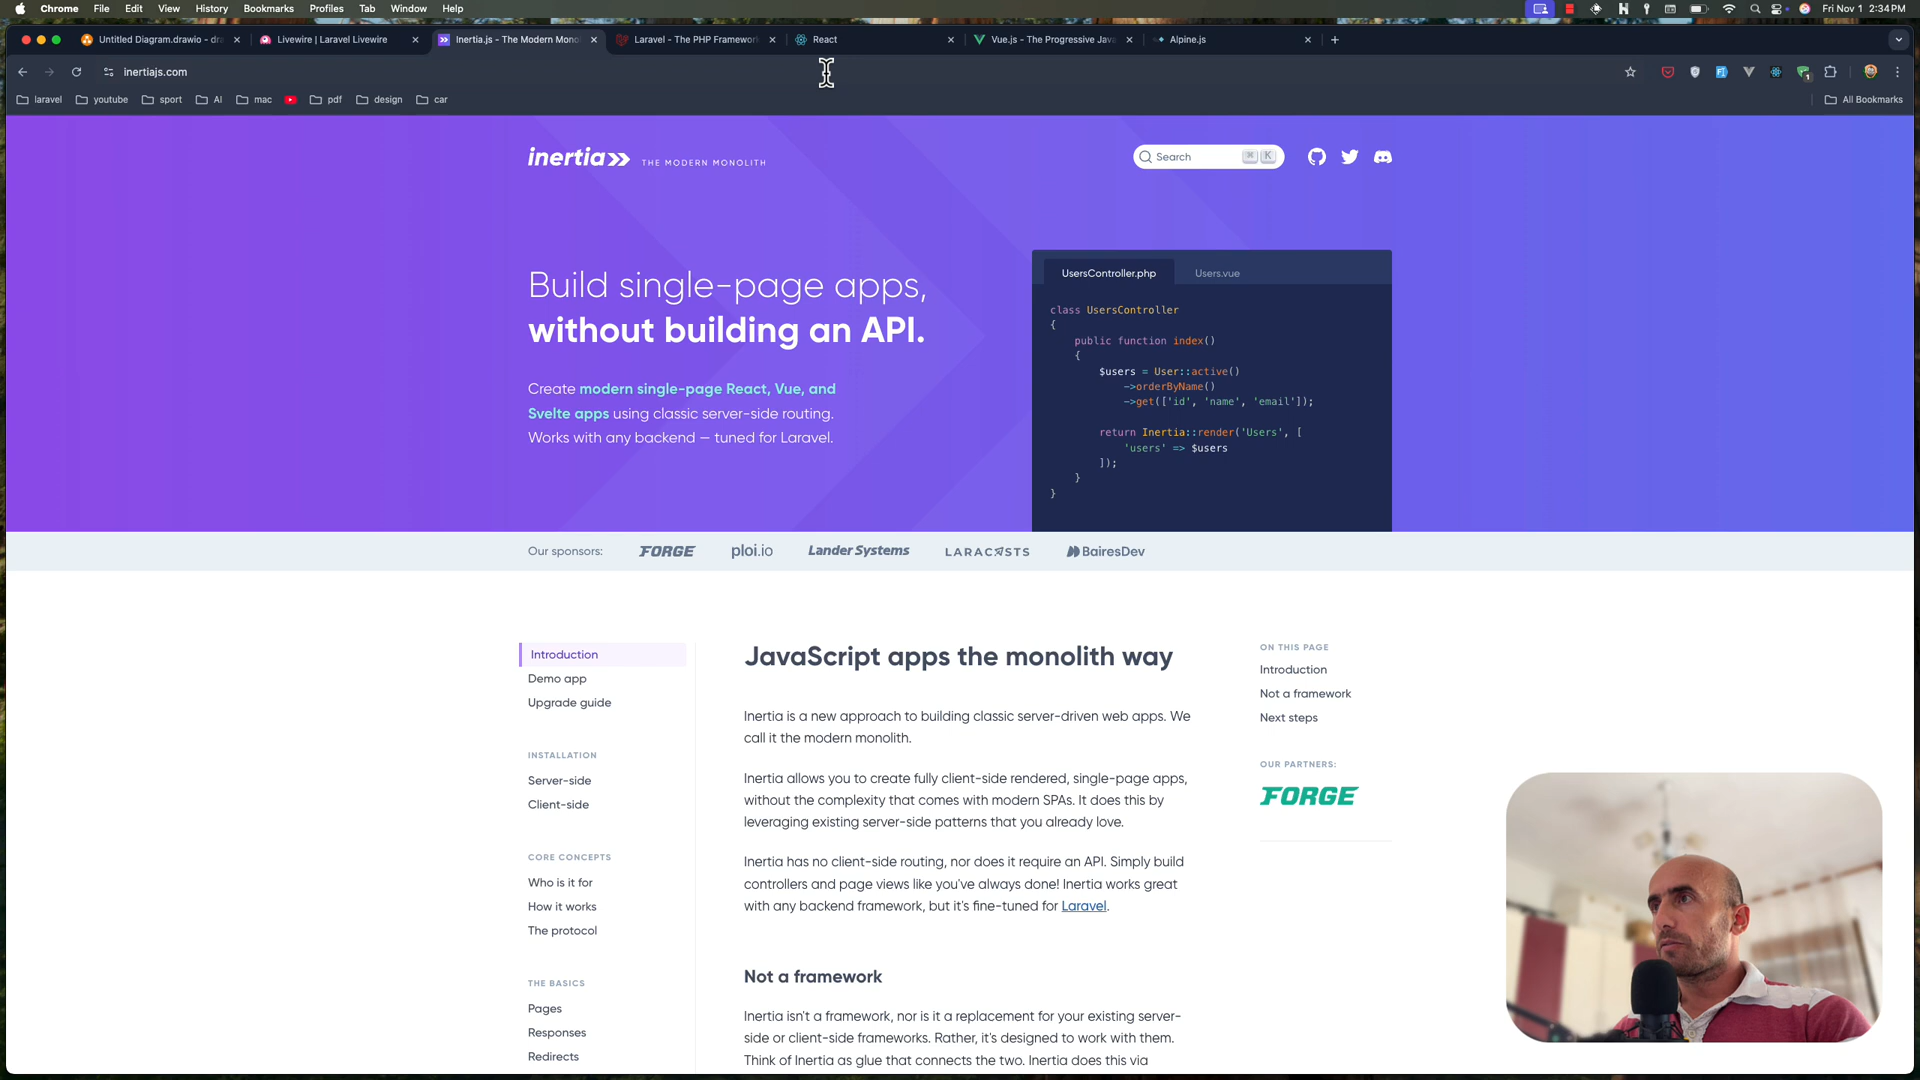 Chrome File Edit View History Bookmarks Profiles Tab Window Help
Fri Nov 1 2:34 PM
Untitled Diagram.drawio - dra
Livewire | Laravel Livewire
Inertia.js - The Modern Mono
Laravel - The PHP Framework
React
Vue.js - The Progressive Java
Alpine.js
inertiajs.com
laravel
youtube
sport
AI
mac
pdf
design
car
All Bookmarks
inertia
THE MODERN MONOLITH
Search ⌘ K
Build single-page apps,
without building an API.
Create modern single-page React, Vue, and
Svelte apps using classic server-side routing.
Works with any backend — tuned for Laravel.
UsersController.php
Users.vue
class UsersController
{
public function index()
{
$users = User::active()
->orderByName()
->get(['id', 'name', 'email']);
return Inertia::render('Users', [
'users' => $users
]);
}
}
Our sponsors:
FORGE
ploi.io
Lander Systems
LARACASTS
BairesDev
Introduction
Demo app
Upgrade guide
INSTALLATION
Server-side
Client-side
CORE CONCEPTS
Who is it for
How it works
The protocol
THE BASICS
Pages
Responses
Redirects
JavaScript apps the monolith way
Inertia is a new approach to building classic server-driven web apps. We
call it the modern monolith.
Inertia allows you to create fully client-side rendered, single-page apps,
without the complexity that comes with modern SPAs. It does this by
leveraging existing server-side patterns that you already love.
Inertia has no client-side routing, nor does it require an API. Simply build
controllers and page views like you've always done! Inertia works great
with any backend framework, but it's fine-tuned for Laravel.
Not a framework
Inertia isn't a framework, nor is it a replacement for your existing server-
side or client-side frameworks. Rather, it's designed to work with them.
Think of Inertia as glue that connects the two. Inertia does this via
ON THIS PAGE
Introduction
Not a framework
Next steps
OUR PARTNERS:
FORGE